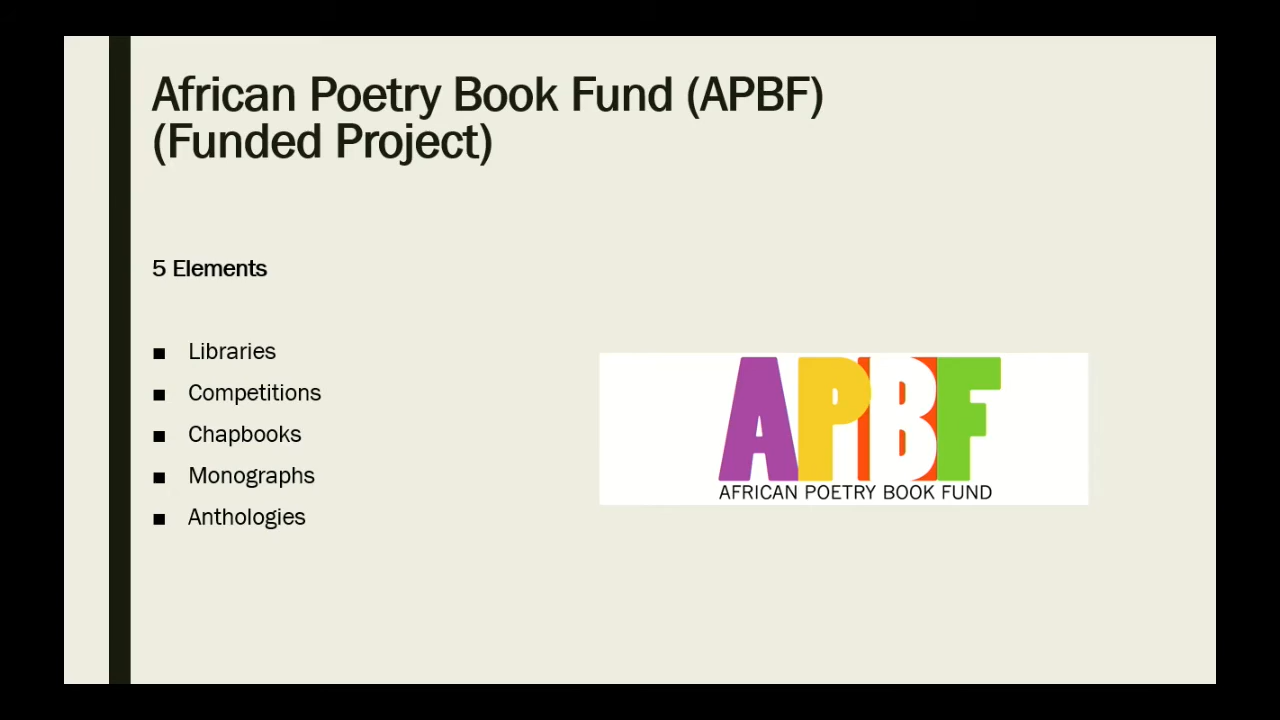 African Poetry Book Fund (APBF)
(Funded Project)
5 Elements
Libraries
Competitions
Chapbooks
Monographs
Anthologies
APBF
AFRICAN POETRY BOOK FUND